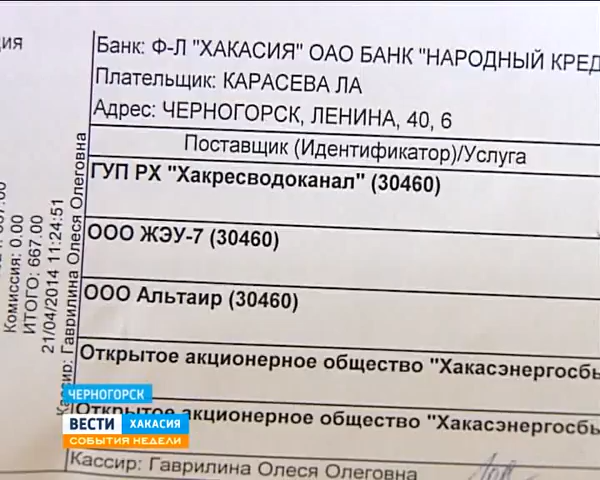 Банк: Ф-Л "ХАКАСИЯ" ОАО БАНК "НАРОДНЫЙ КРЕД
Плательщик: КАРАСЕВА ЛА
Адрес: ЧЕРНОГОРСК, ЛЕНИНА, 40, 6
Поставщик (Идентификатор)/Услуга
ГУП РХ "Хакресводоканал" (30460)
ООО ЖЭУ-7 (30460)
ООО Альтаир (30460)
Открытое акционерное общество "Хакасэнергосбы
Открытое акционерное общество "Хакасэнергосбы
Кассир: Гаврилина Олеся Олеговна
Комиссия: 0.00
ИТОГО: 667.00
21/04/2014 11:24:51
Кассир: Гаврилина Олеся Олеговна
ЧЕРНОГОРСК
ВЕСТИ ХАКАСИЯ
СОБЫТИЯ НЕДЕЛИ